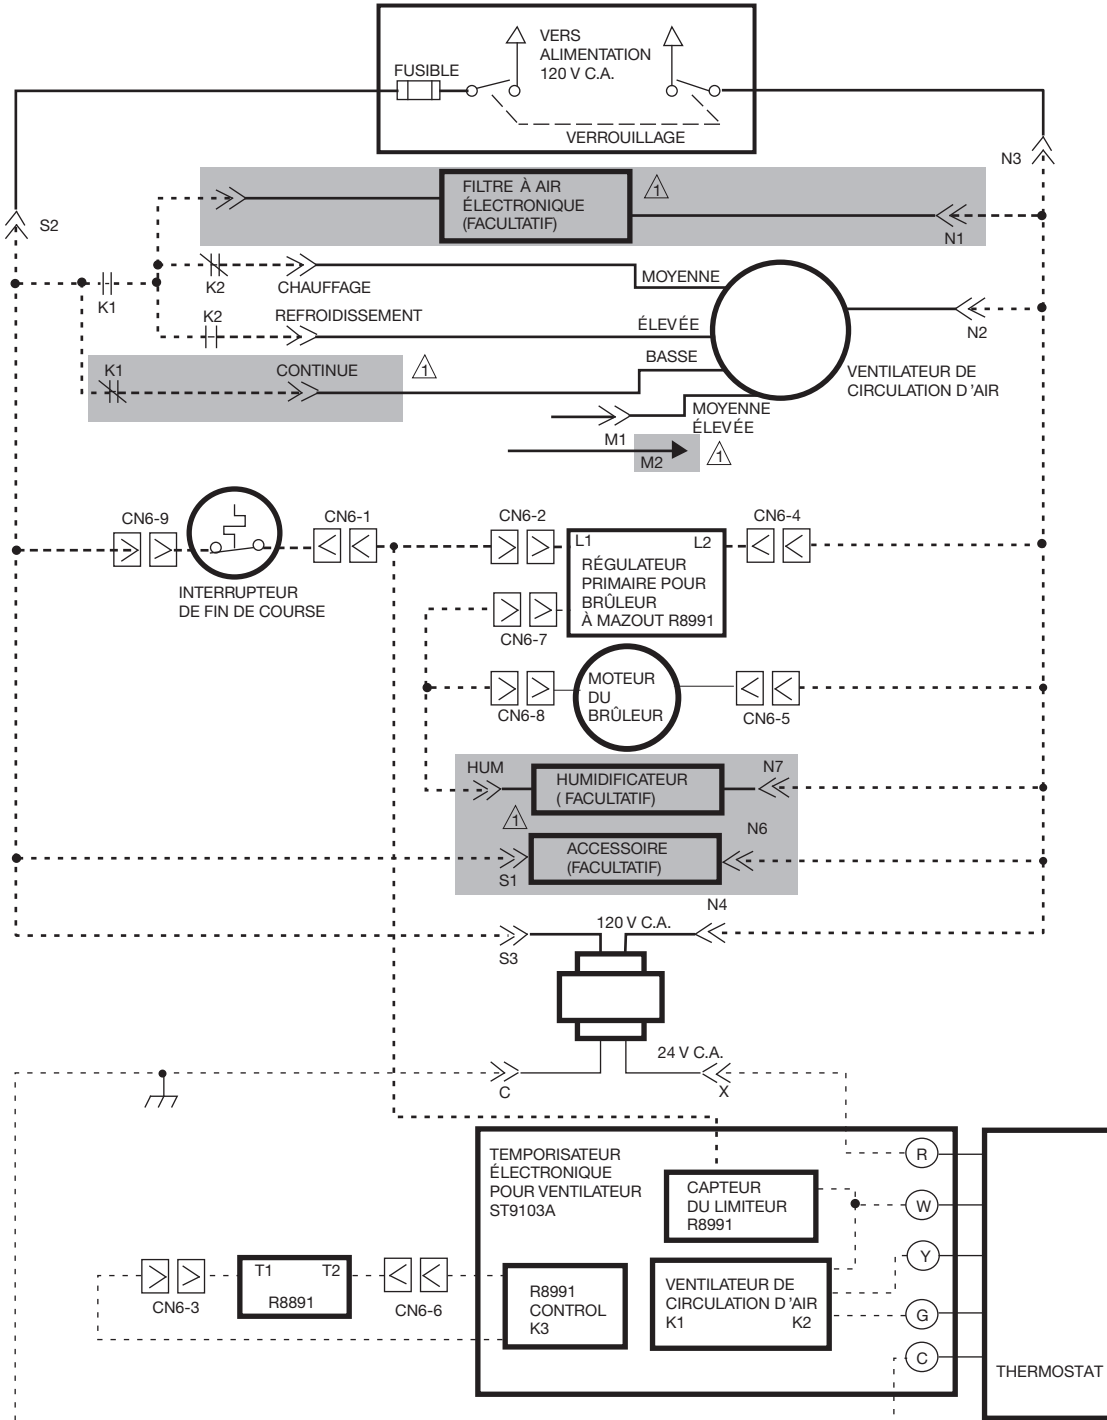 VERS
ALIMENTATION
120 V C.A.
FUSIBLE
VERROUILLAGE
N3
FILTRE À AIR
ÉLECTRONIQUE
(FACULTATIF)
1
N1
S2
K2
CHAUFFAGE
MOYENNE
K1
K2
REFROIDISSEMENT
ÉLEVÉE
N2
K1
CONTINUE
1
BASSE
VENTILATEUR DE
CIRCULATION D'AIR
MOYENNE
ÉLEVÉE
M1
M2
1
CN6-9
CN6-1
CN6-2
CN6-4
L1
L2
RÉGULATEUR
PRIMAIRE POUR
BRÛLEUR
À MAZOUT R8991
INTERRUPTEUR
DE FIN DE COURSE
CN6-7
MOTEUR
DU
BRÛLEUR
CN6-8
CN6-5
HUM
HUMIDIFICATEUR
( FACULTATIF)
N7
1
N6
ACCESSOIRE
(FACULTATIF)
S1
N4
120 V C.A.
S3
24 V C.A.
C
X
TEMPORISATEUR
ÉLECTRONIQUE
POUR VENTILATEUR
ST9103A
R
CAPTEUR
DU LIMITEUR
R8991
W
Y
T1
T2
R8891
CN6-3
CN6-6
R8991
CONTROL
K3
VENTILATEUR DE
CIRCULATION D'AIR
K1
K2
G
C
THERMOSTAT